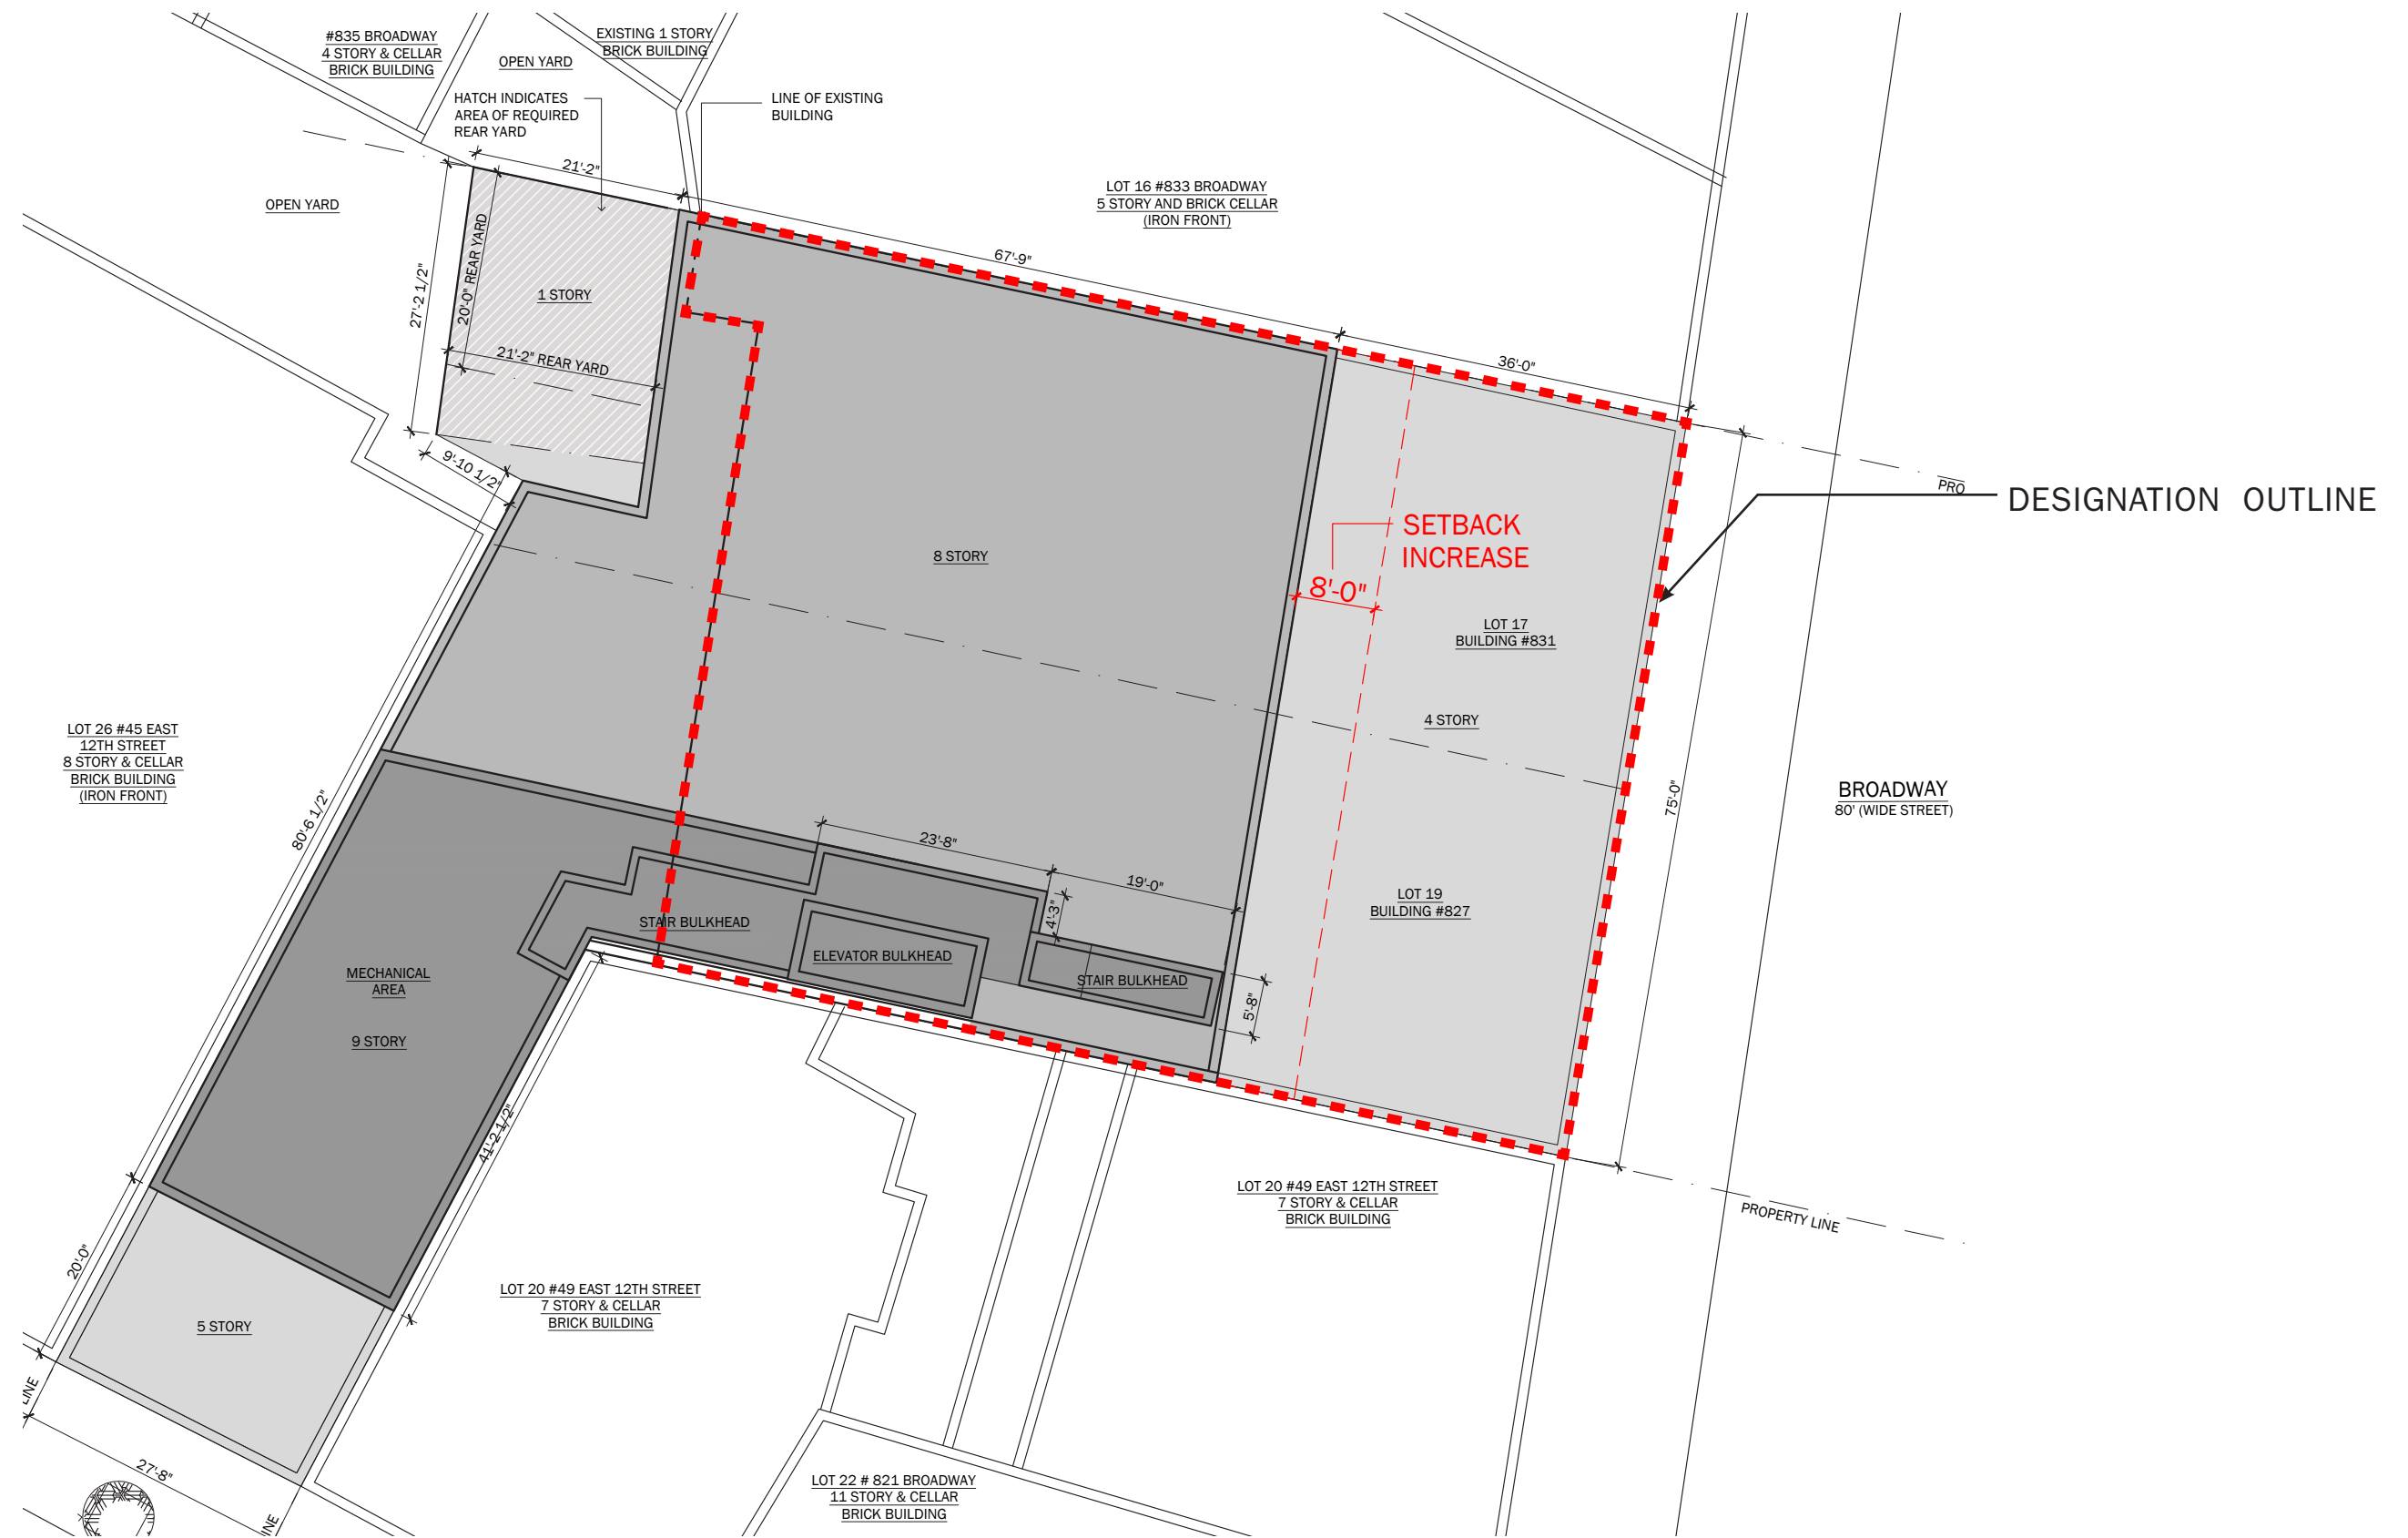 #835 BROADWAY
4 STORY & CELLAR
BRICK BUILDING
OPEN YARD
EXISTING 1 STORY
BRICK BUILDING
HATCH INDICATES
AREA OF REQUIRED
REAR YARD
LINE OF EXISTING
BUILDING
21'-2"
OPEN YARD
LOT 16 #833 BROADWAY
5 STORY AND BRICK CELLAR
(IRON FRONT)
67'-9"
27'-2 1/2"
20'-0" REAR YARD
1 STORY
21'-2" REAR YARD
36'-0"
9'-10 1/2"
PRO
DESIGNATION OUTLINE
SETBACK
INCREASE
8'-0"
8 STORY
LOT 17
BUILDING #831
4 STORY
LOT 26 #45 EAST
12TH STREET
8 STORY & CELLAR
BRICK BUILDING
(IRON FRONT)
80'-6 1/2"
75'-0"
BROADWAY
80' (WIDE STREET)
23'-8"
19'-0"
4'-3"
LOT 19
BUILDING #827
STAIR BULKHEAD
ELEVATOR BULKHEAD
STAIR BULKHEAD
5'-8"
MECHANICAL
AREA
9 STORY
41'-2 1/2"
LOT 20 #49 EAST 12TH STREET
7 STORY & CELLAR
BRICK BUILDING
PROPERTY LINE
20'-0"
LOT 20 #49 EAST 12TH STREET
7 STORY & CELLAR
BRICK BUILDING
5 STORY
LINE
27'-8"
INE
LOT 22 # 821 BROADWAY
11 STORY & CELLAR
BRICK BUILDING